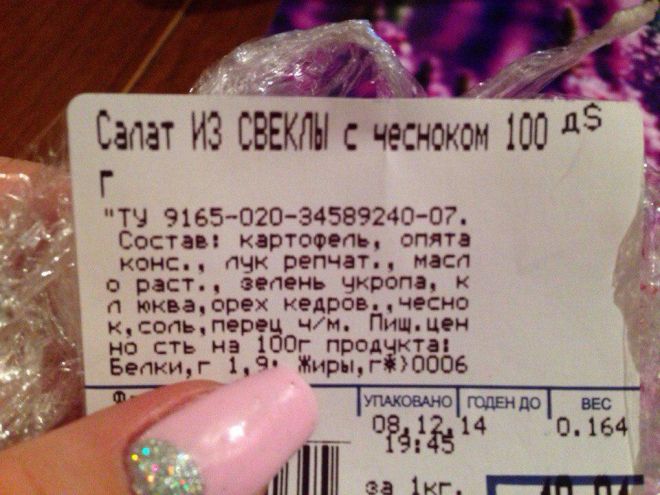 Салат ИЗ СВЕКЛЫ с чесноком 100 д$
г
"ТУ 9165-020-34589240-07.
Состав: картофель, опята
конс., лук репчат., масл
о раст., зелень укропа, к
л юква,орех кедров.,чесно
к,соль,перец ч/м. Пищ.цен
но сть на 100г продукта:
Белки,г 1,9; Жиры,г*}0006
УПАКОВАНО ГОДЕН ДО ВЕС
08.12.14 0.164
19:45
за 1кг.